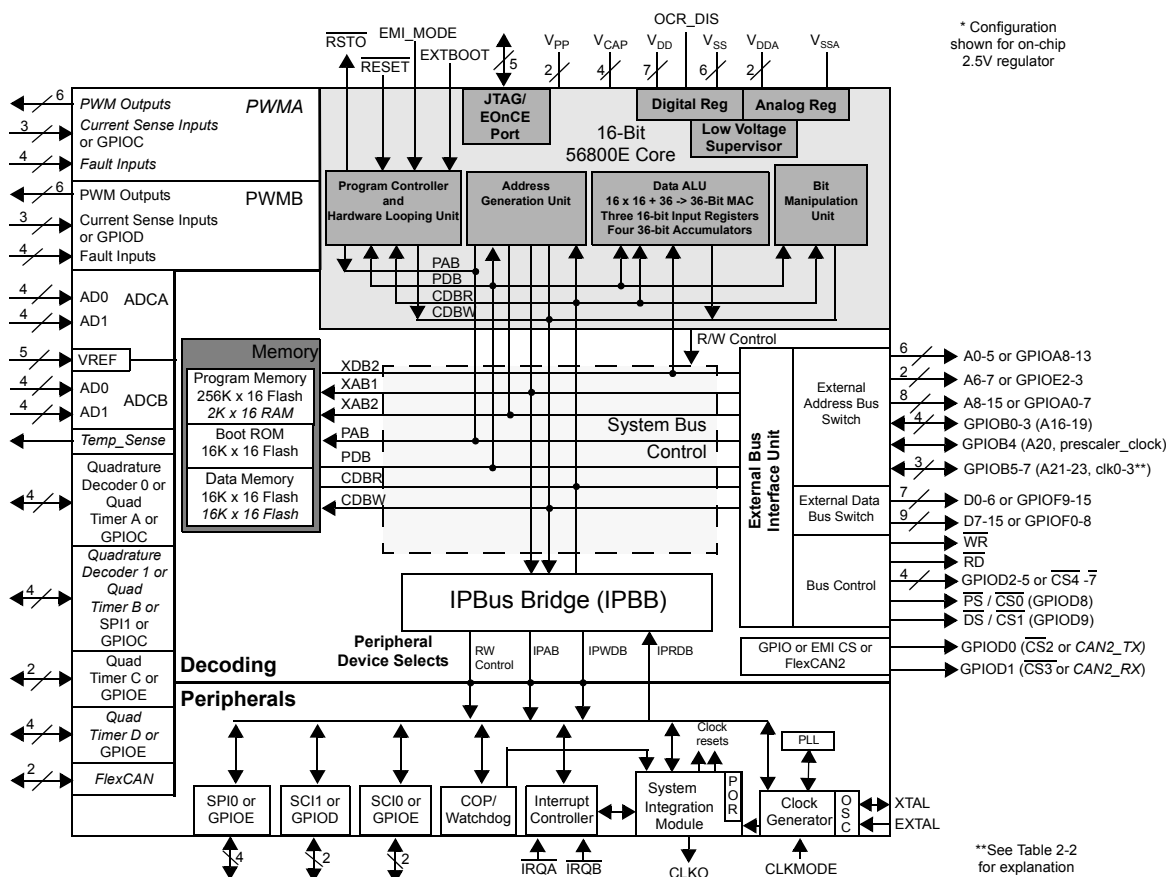 OCR_DIS
* Configuration
shown for on-chip
2.5V regulator
RSTO
EMI_MODE
RESET
EXTBOOT
5
VPP
2
VCAP
4
VDD
7
VSS
6
VDDA
2
VSSA
6
PWM Outputs
PWMA
3
Current Sense Inputs
or GPIOC
4
Fault Inputs
6
PWM Outputs
PWMB
3
Current Sense Inputs
or GPIOD
4
Fault Inputs
JTAG/
EOnCE
Port
Digital Reg
Analog Reg
Low Voltage
Supervisor
16-Bit
56800E Core
Program Controller
and
Hardware Looping Unit
Address
Generation Unit
Data ALU
16 x 16 + 36 -> 36-Bit MAC
Three 16-bit Input Registers
Four 36-bit Accumulators
Bit
Manipulation
Unit
PAB
PDB
CDBR
CDBW
4
AD0
ADCA
4
AD1
5
VREF
4
AD0
ADCB
4
AD1
Temp_Sense
4
Quadrature
Decoder 0 or
Quad
Timer A or
GPIOC
4
Quadrature
Decoder 1 or
Quad
Timer B or
SPI1 or
GPIOC
2
Quad
Timer C or
GPIOE
4
Quad
Timer D or
GPIOE
2
FlexCAN
Memory
Program Memory
256K x 16 Flash
2K x 16 RAM
Boot ROM
16K x 16 Flash
Data Memory
16K x 16 Flash
16K x 16 Flash
XDB2
XAB1
XAB2
PAB
PDB
CDBR
CDBW
R/W Control
System Bus
Control
External Bus
Interface Unit
External
Address Bus
Switch
External Data
Bus Switch
Bus Control
6
A0-5 or GPIOA8-13
2
A6-7 or GPIOE2-3
8
A8-15 or GPIOA0-7
4
GPIOB0-3 (A16-19)
GPIOB4 (A20, prescaler_clock)
3
GPIOB5-7 (A21-23, clk0-3**)
7
D0-6 or GPIOF9-15
9
D7-15 or GPIOF0-8
WR
RD
4
GPIOD2-5 or CS4 -7
PS / CS0 (GPIOD8)
DS / CS1 (GPIOD9)
GPIO or EMI CS or
FlexCAN2
GPIOD0 (CS2 or CAN2_TX)
GPIOD1 (CS3 or CAN2_RX)
IPBus Bridge (IPBB)
Peripheral
Device Selects
RW
Control
IPAB
IPWDB
IPRDB
Decoding
Peripherals
Clock
resets
PLL
SPI0 or
GPIOE
SCI1 or
GPIOD
SCI0 or
GPIOE
COP/
Watchdog
Interrupt
Controller
System
Integration
Module
P
O
R
Clock
Generator
O
S
C
XTAL
EXTAL
4
2
2
IRQA
IRQB
CLKO
CLKMODE
**See Table 2-2
for explanation